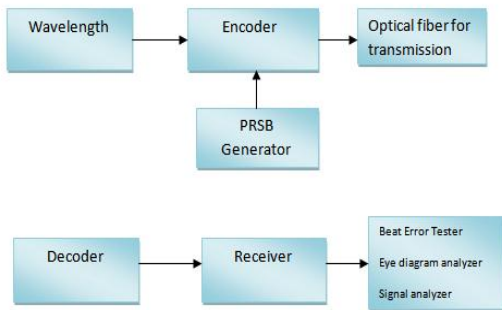 Wavelength
Encoder
Optical fiber for
transmission
PRSB
Generator
Decoder
Receiver
Beat Error Tester
Eye diagram analyzer
Signal analyzer